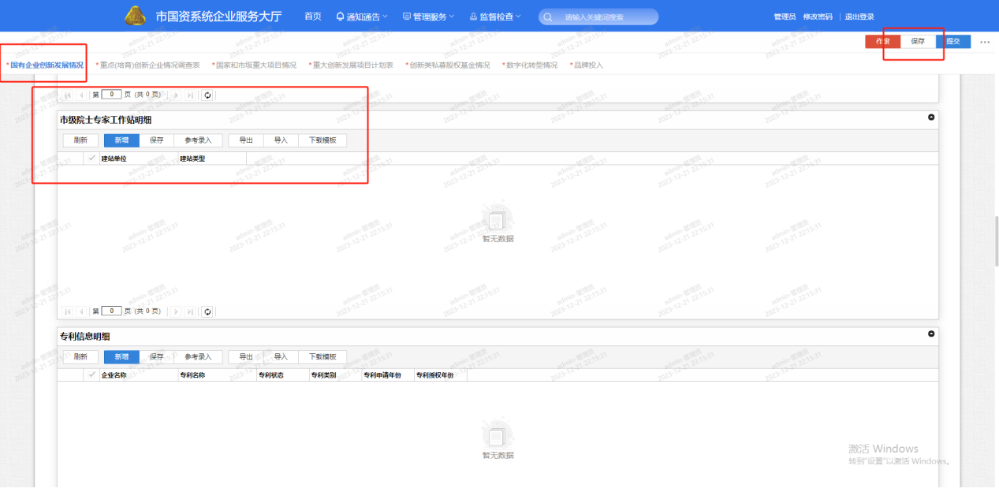 市国资系统企业服务大厅 首页 通知通告 管理服务 监督检查 请输入关键词搜索 管理员 修改密码 退出登录
作废 保存 提交 ...
*国有企业创新发展情况 *重点(培育)创新企业情况调查表 *国家和市级重大项目情况 *重大创新发展项目计划表 *创新类私募股权基金情况 *数字化转型情况 *品牌投入
第 0 页 (共 0 页)
市级院士专家工作站明细
刷新 新增 保存 参考录入 导出 导入 下载模板
建站单位 建站类型
暂无数据
第 0 页 (共 0 页)
专利信息明细
刷新 新增 保存 参考录入 导出 导入 下载模板
企业名称 专利名称 专利状态 专利类别 专利申请年份 专利授权年份
暂无数据
激活 Windows
转到"设置"以激活 Windows。
admin-管理员
2023-12-21 22:15:31